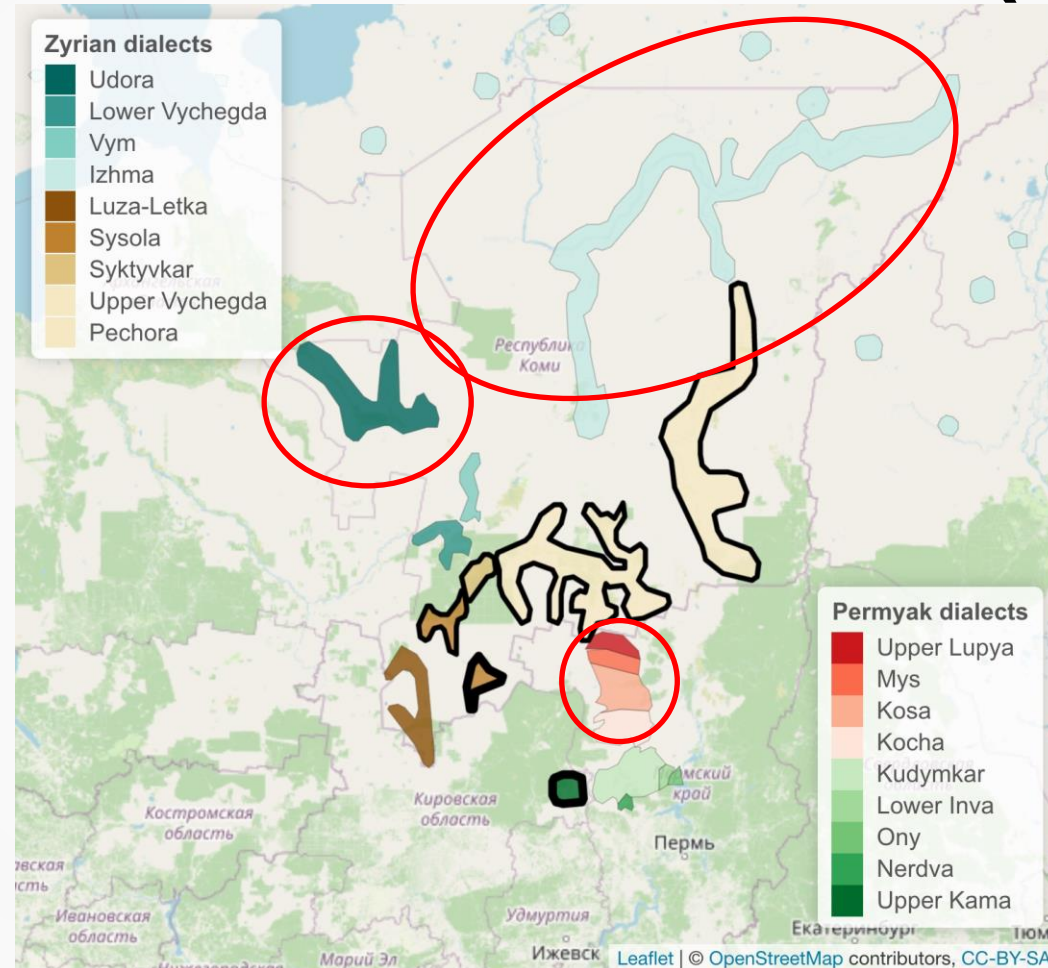 Zyrian dialects
Udora
Lower Vychegda
Vym
Izhma
Luza-Letka
Sysola
Syktyvkar
Upper Vychegda
Pechora
Республика
Коми
Permyak dialects
Upper Lupya
Mys
Kosa
Kocha
Kudymkar
Lower Inva
Ony
Nerdva
Upper Kama
край
Кировская
область
Костромская
область
Пермь
Ивановская
область
Удмуртия
Екатеринбург
Марий Эл
Ижевск
Leaflet | © OpenStreetMap contributors, CC-BY-SA